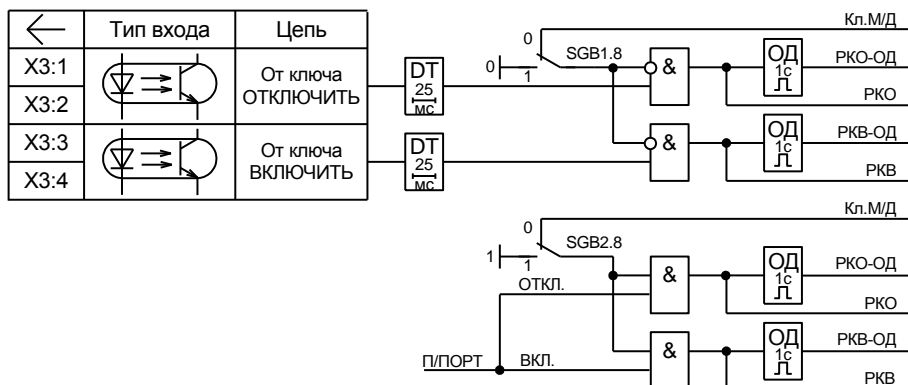 Тип входа
Цепь
X3:1
X3:2
От ключа
ОТКЛЮЧИТЬ
X3:3
X3:4
От ключа
ВКЛЮЧИТЬ
DT
25
мс
DT
25
мс
Кл.М/Д
0
SGB1.8
0
1
&
ОД
1с
РКО-ОД
РКО
&
ОД
1с
РКВ-ОД
РКВ
Кл.М/Д
0
SGB2.8
1
1
ОТКЛ.
&
ОД
1с
РКО-ОД
РКО
П/ПОРТ
ВКЛ.
&
ОД
1с
РКВ-ОД
РКВ